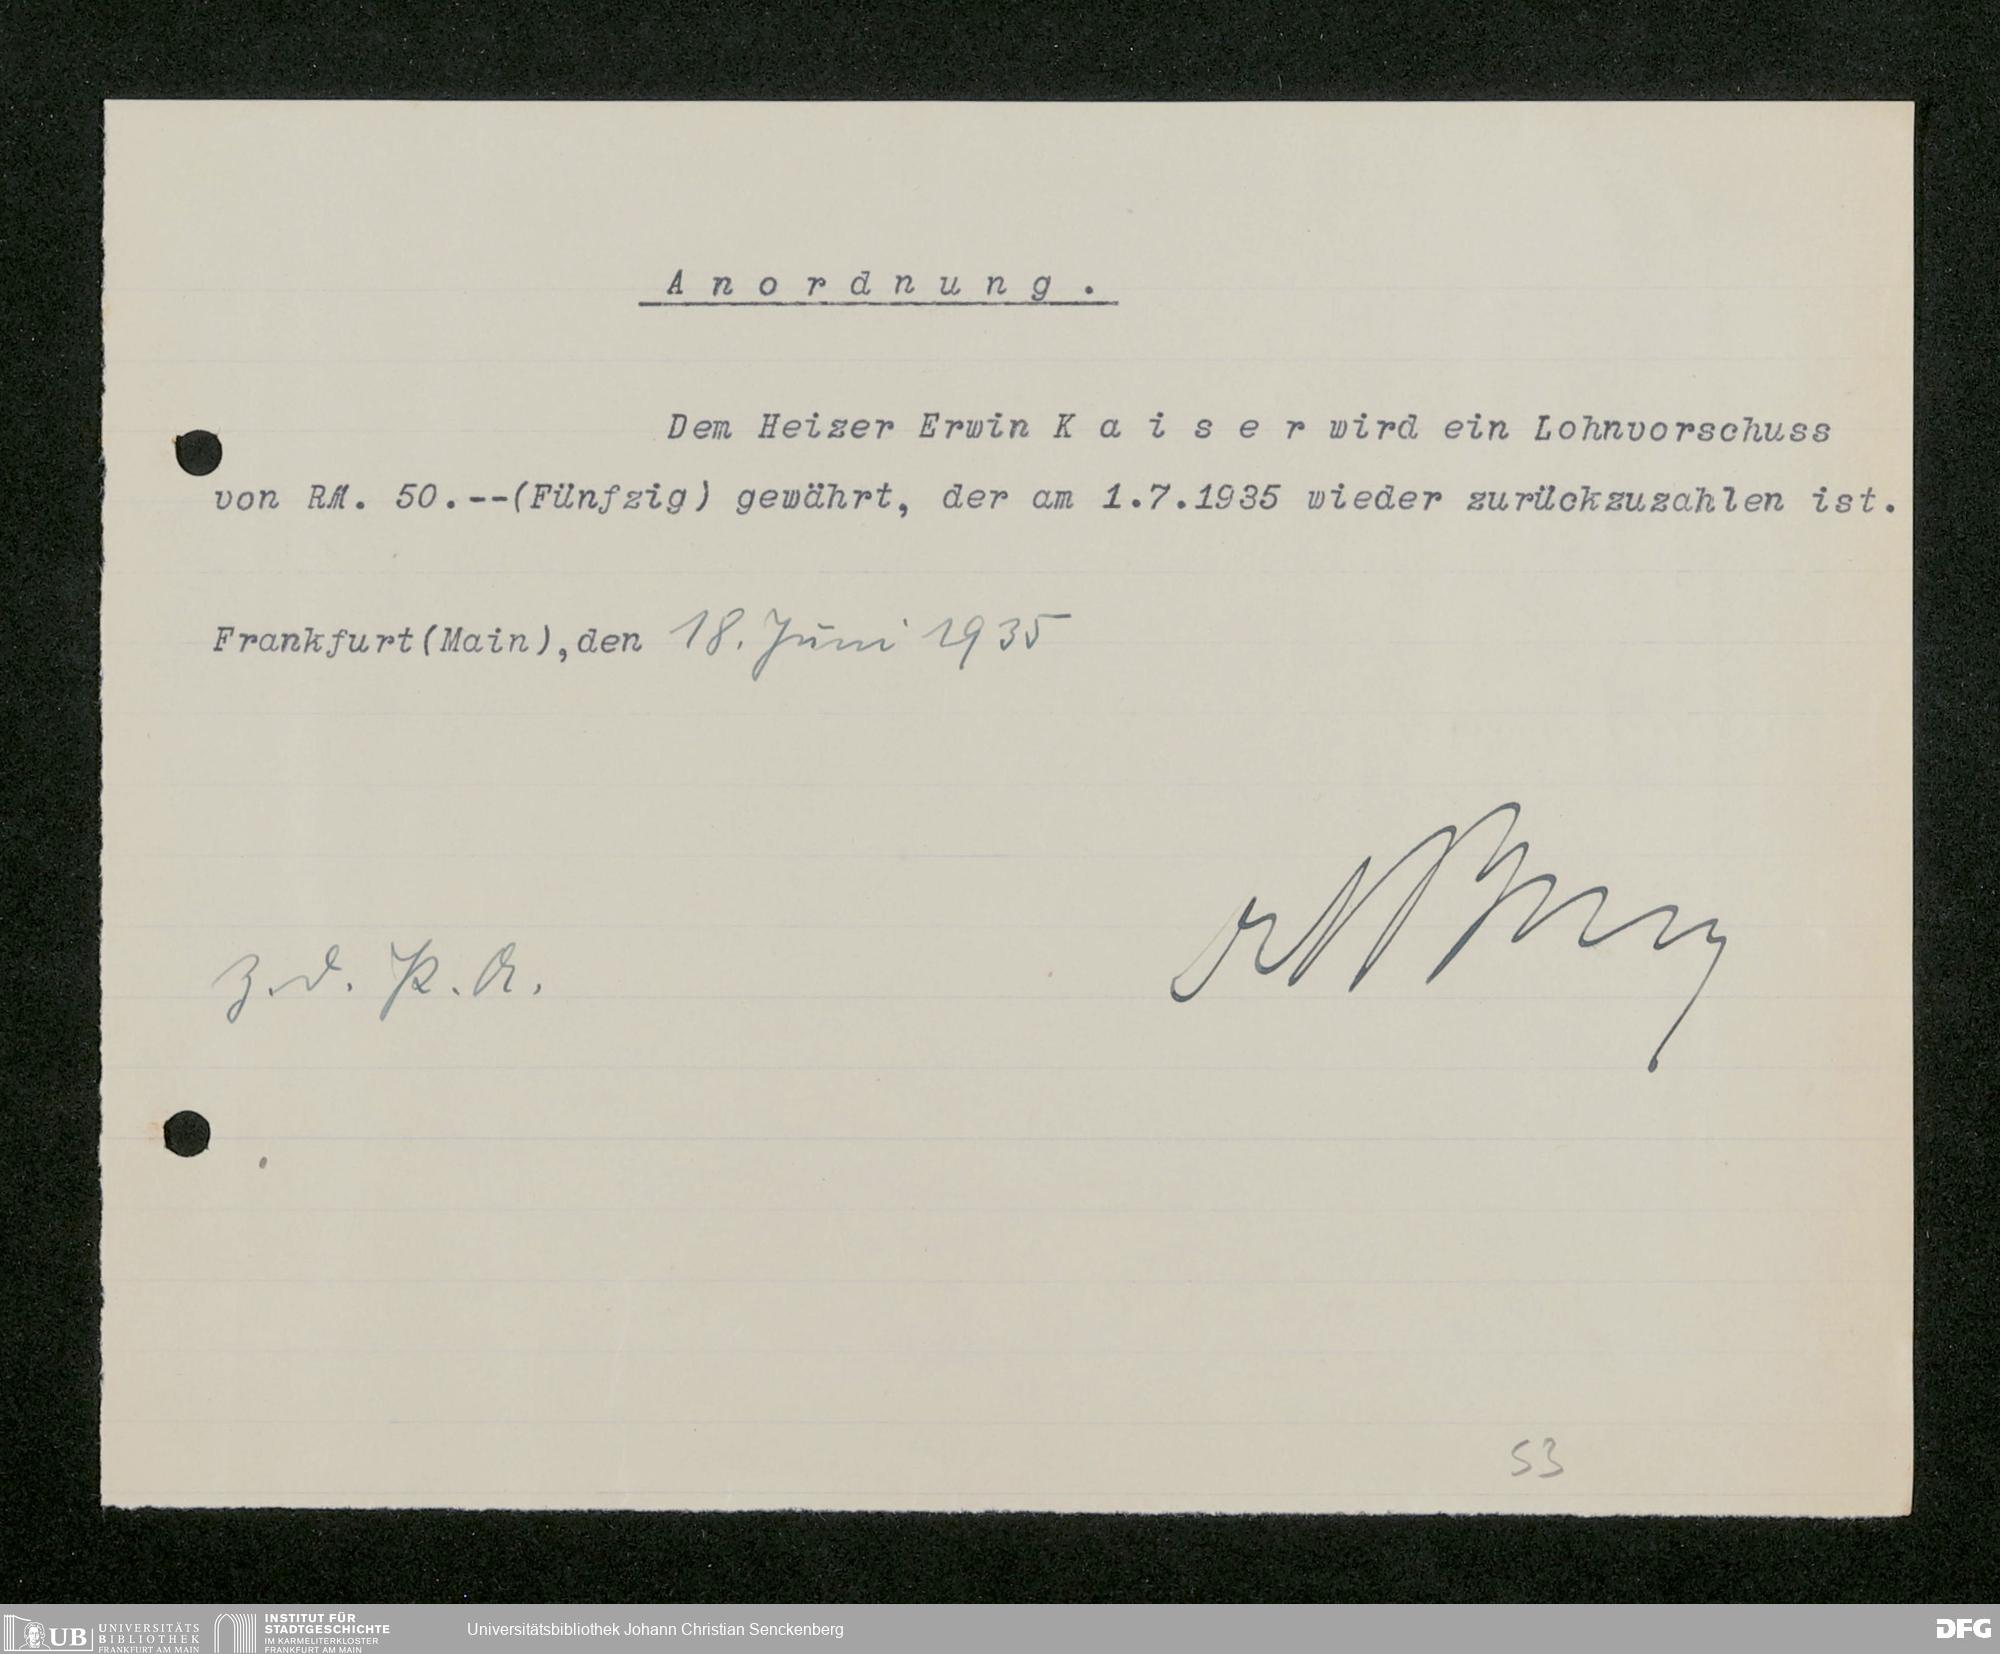 A n o r d n u n g .
Dem Heizer Erwin K a i s e r wird ein Lohnvorschuss
von RM. 50.--(Fünfzig) gewährt, der am 1.7.1935 wieder zurückzuzahlen ist.
Frankfurt(Main),den 18. Juni 1935
z. d. P. A.
53
UB UNIVERSITÄTS
BIBLIOTHEK
FRANKFURT AM MAIN
INSTITUT FÜR
STADTGESCHICHTE
IM KARMELITERKLOSTER
FRANKFURT AM MAIN
Universitätsbibliothek Johann Christian Senckenberg
DFG